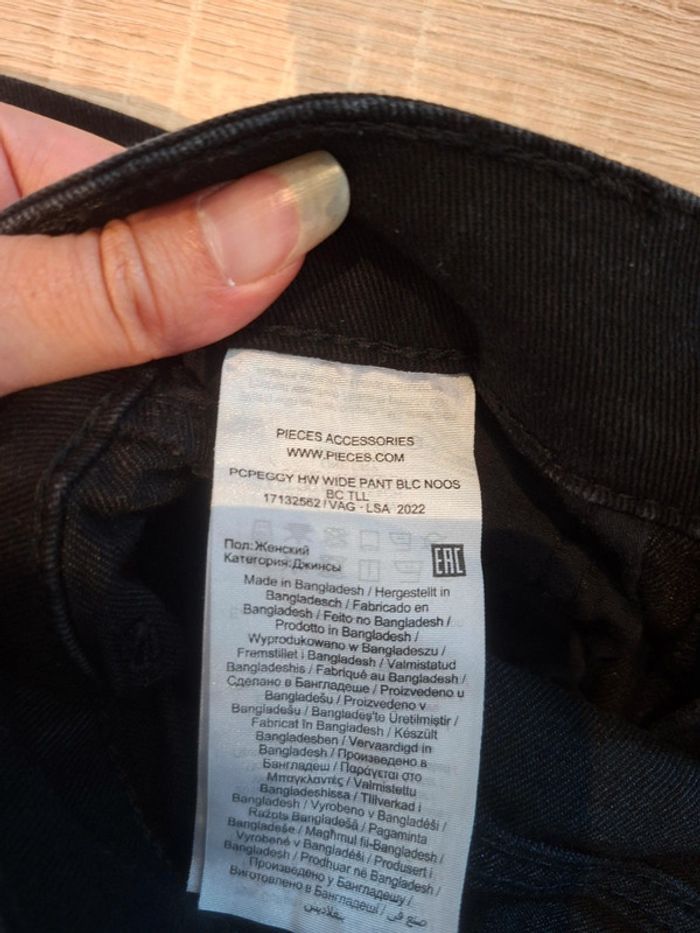 PIECES ACCESSORIES
WWW.PIECES.COM
PCPEGGY HW WIDE PANT BLC NOOS
BC TLL
17132562 / VAG - LSA 2022
Пол:Женский
Категория:Джинсы
EAC
Made in Bangladesh / Hergestellt in
Bangladesch / Fabricado en
Bangladesh / Feito no Bangladesh /
Prodotto in Bangladesh /
Wyprodukowano w Bangladeszu /
Fremstillet i Bangladesh / Valmistatud
Bangladeshis / Fabriqué au Bangladesh /
Сделано в Бангладеше / Proizvedeno u
Bangladešu / Proizvedeno v
Bangladešu / Bangladeş'te Üretilmiştir /
Fabricat în Bangladesh / Készült
Bangladesben / Vervaardigd in
Bangladesh / Произведено в
Бангладеш / Παράγεται στο
Μπαγκλαντές / Valmistettu
Bangladeshissa / Tillverkad i
Bangladesh / Vyrobeno v Bangladéši /
Ražots Bangladešā / Pagaminta
Bangladeše / Magħmul fil-Bangladesh /
Vyrobené v Bangladéši / Produsert i
Bangladesh / Prodhuar në Bangladesh /
Произведено у Бангладешу /
Виготовлено в Бангладеші / صنع في
بنغلاديش